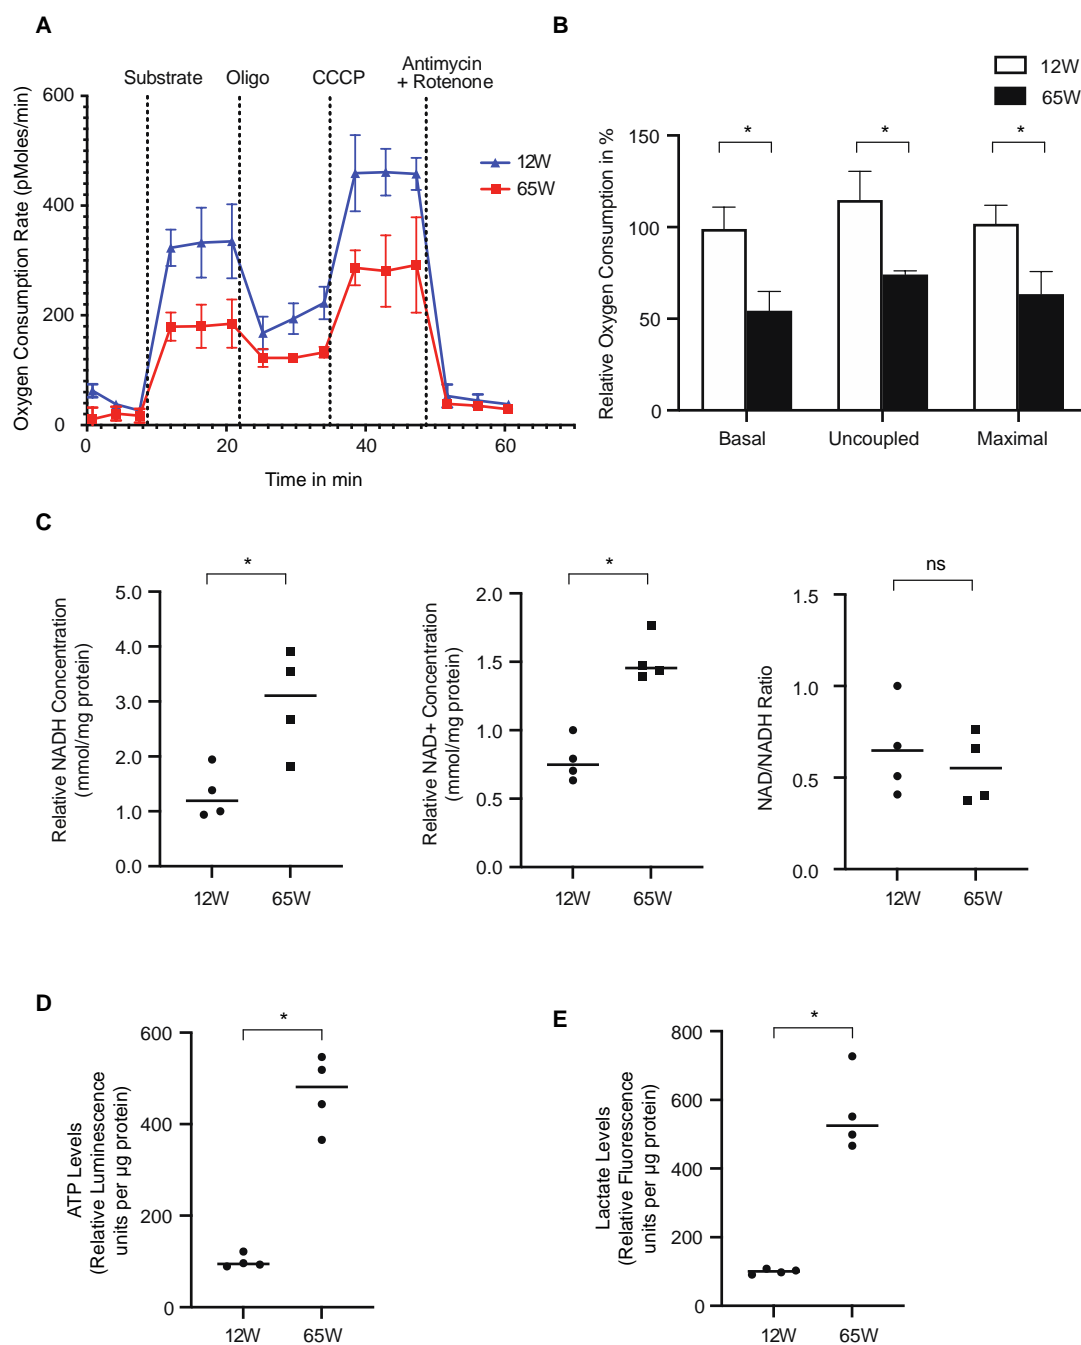 A
Substrate
Oligo
CCCP
Antimycin
+ Rotenone
Oxygen Consumption Rate (pMoles/min)
600
400
200
0
0
20
40
60
Time in min
12W
65W
B
12W
65W
Relative Oxygen Consumption in %
150
100
50
0
*
*
*
Basal
Uncoupled
Maximal
C
Relative NADH Concentration
(mmol/mg protein)
5.0
4.0
3.0
2.0
1.0
0.0
*
12W
65W
Relative NAD+ Concentration
(mmol/mg protein)
2.0
1.5
1.0
0.5
0.0
*
12W
65W
NAD/NADH Ratio
1.5
1.0
0.5
0.0
ns
12W
65W
D
ATP Levels
(Relative Luminescence
units per µg protein)
600
400
200
0
*
12W
65W
E
Lactate Levels
(Relative Fluorescence
units per µg protein)
800
600
400
200
0
*
12W
65W